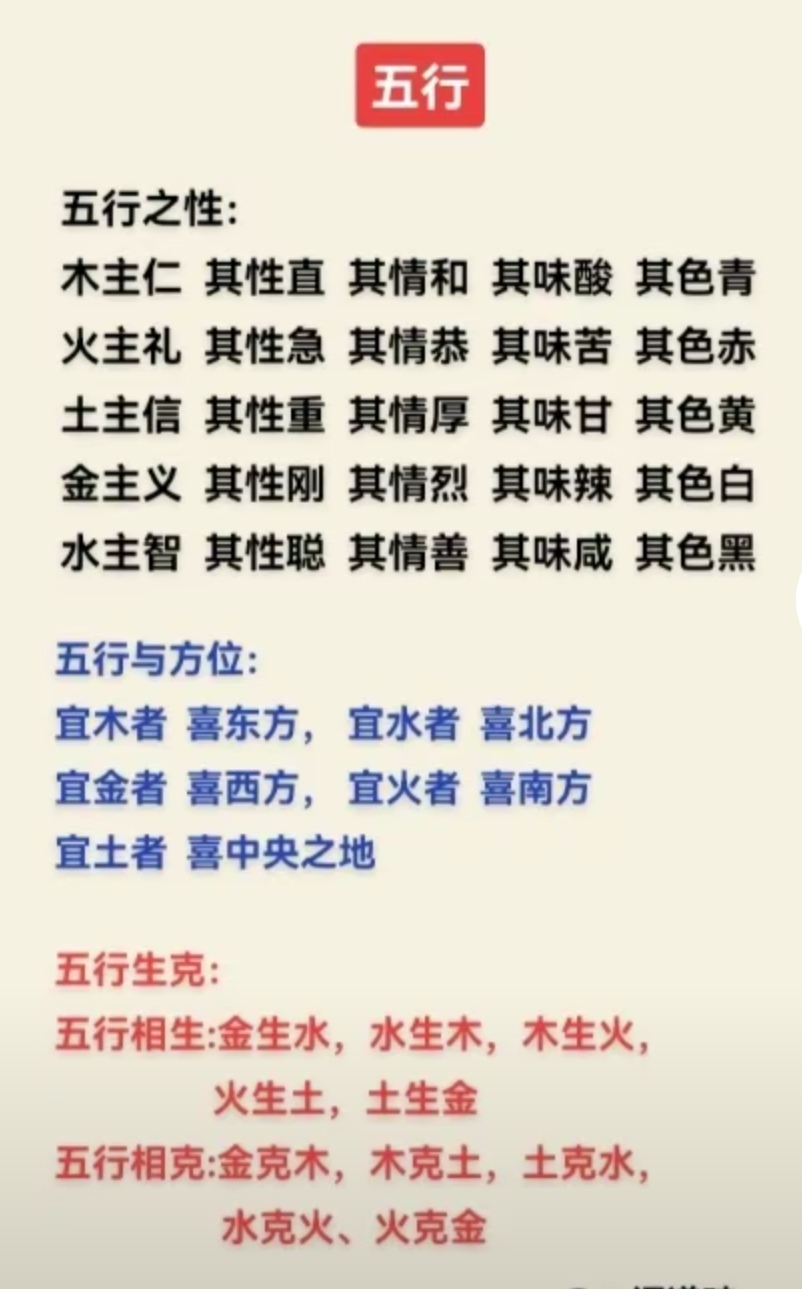 五行
五行之性:
木主仁 其性直 其情和 其味酸 其色青
火主礼 其性急 其情恭 其味苦 其色赤
土主信 其性重 其情厚 其味甘 其色黄
金主义 其性刚 其情烈 其味辣 其色白
水主智 其性聪 其情善 其味咸 其色黑
五行与方位:
宜木者 喜东方， 宜水者 喜北方
宜金者 喜西方， 宜火者 喜南方
宜土者 喜中央之地
五行生克:
五行相生:金生水，水生木，木生火，
火生土，土生金
五行相克:金克木，木克土，土克水，
水克火、火克金